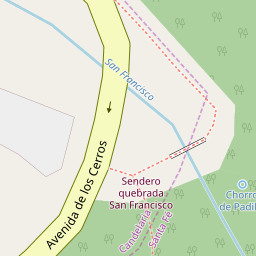 San Francisco
Avenida de los Cerros
Sendero
quebrada
San Francisco
Candelaria
Santa Fe
Chorro
de Padil